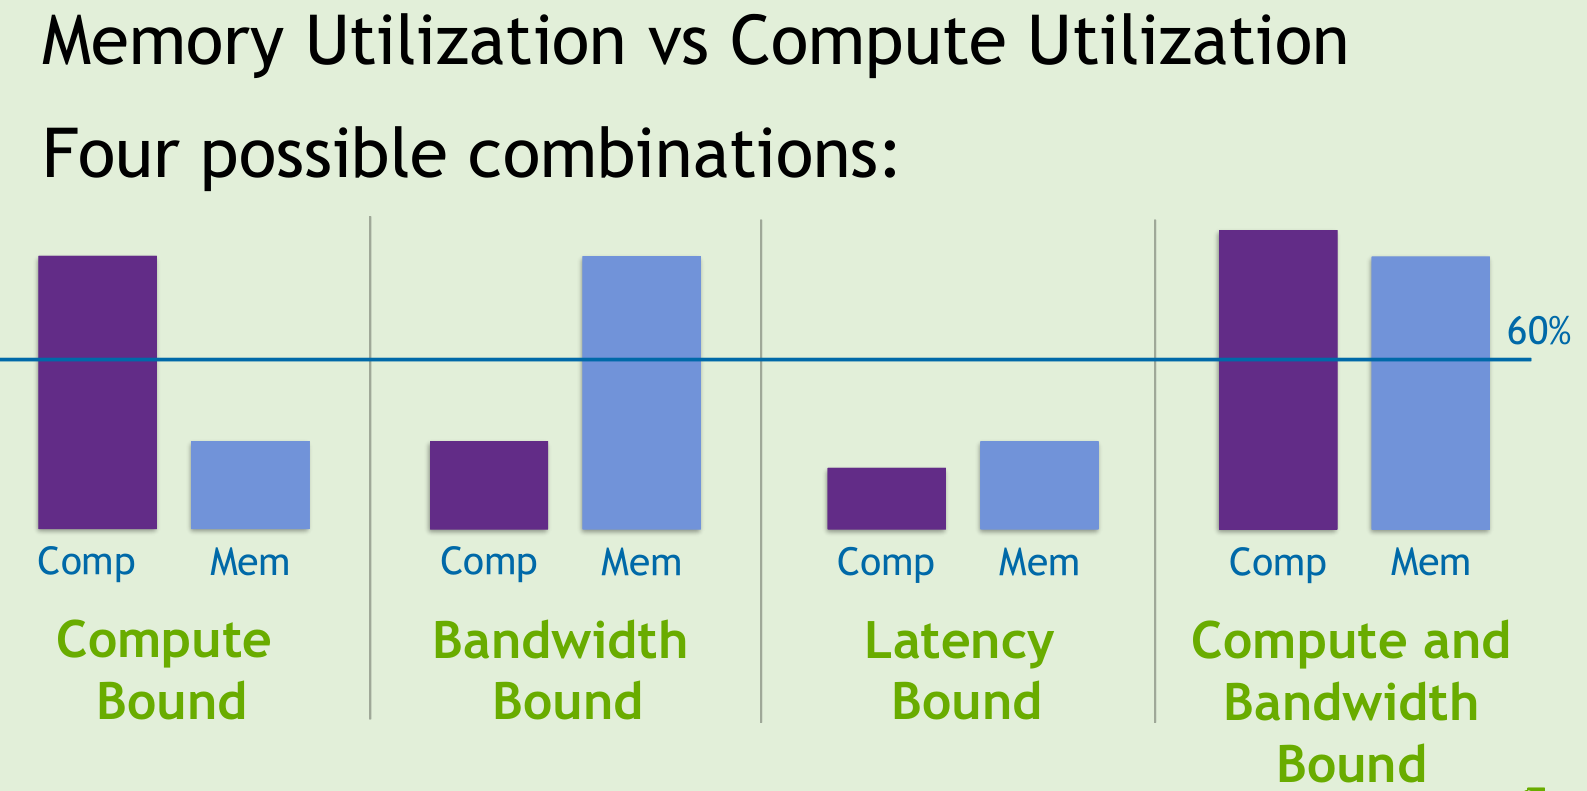 Memory Utilization vs Compute Utilization
Four possible combinations:
60%
Comp Mem
Comp Mem
Comp Mem
Comp Mem
Compute
Bound
Bandwidth
Bound
Latency
Bound
Compute and
Bandwidth
Bound